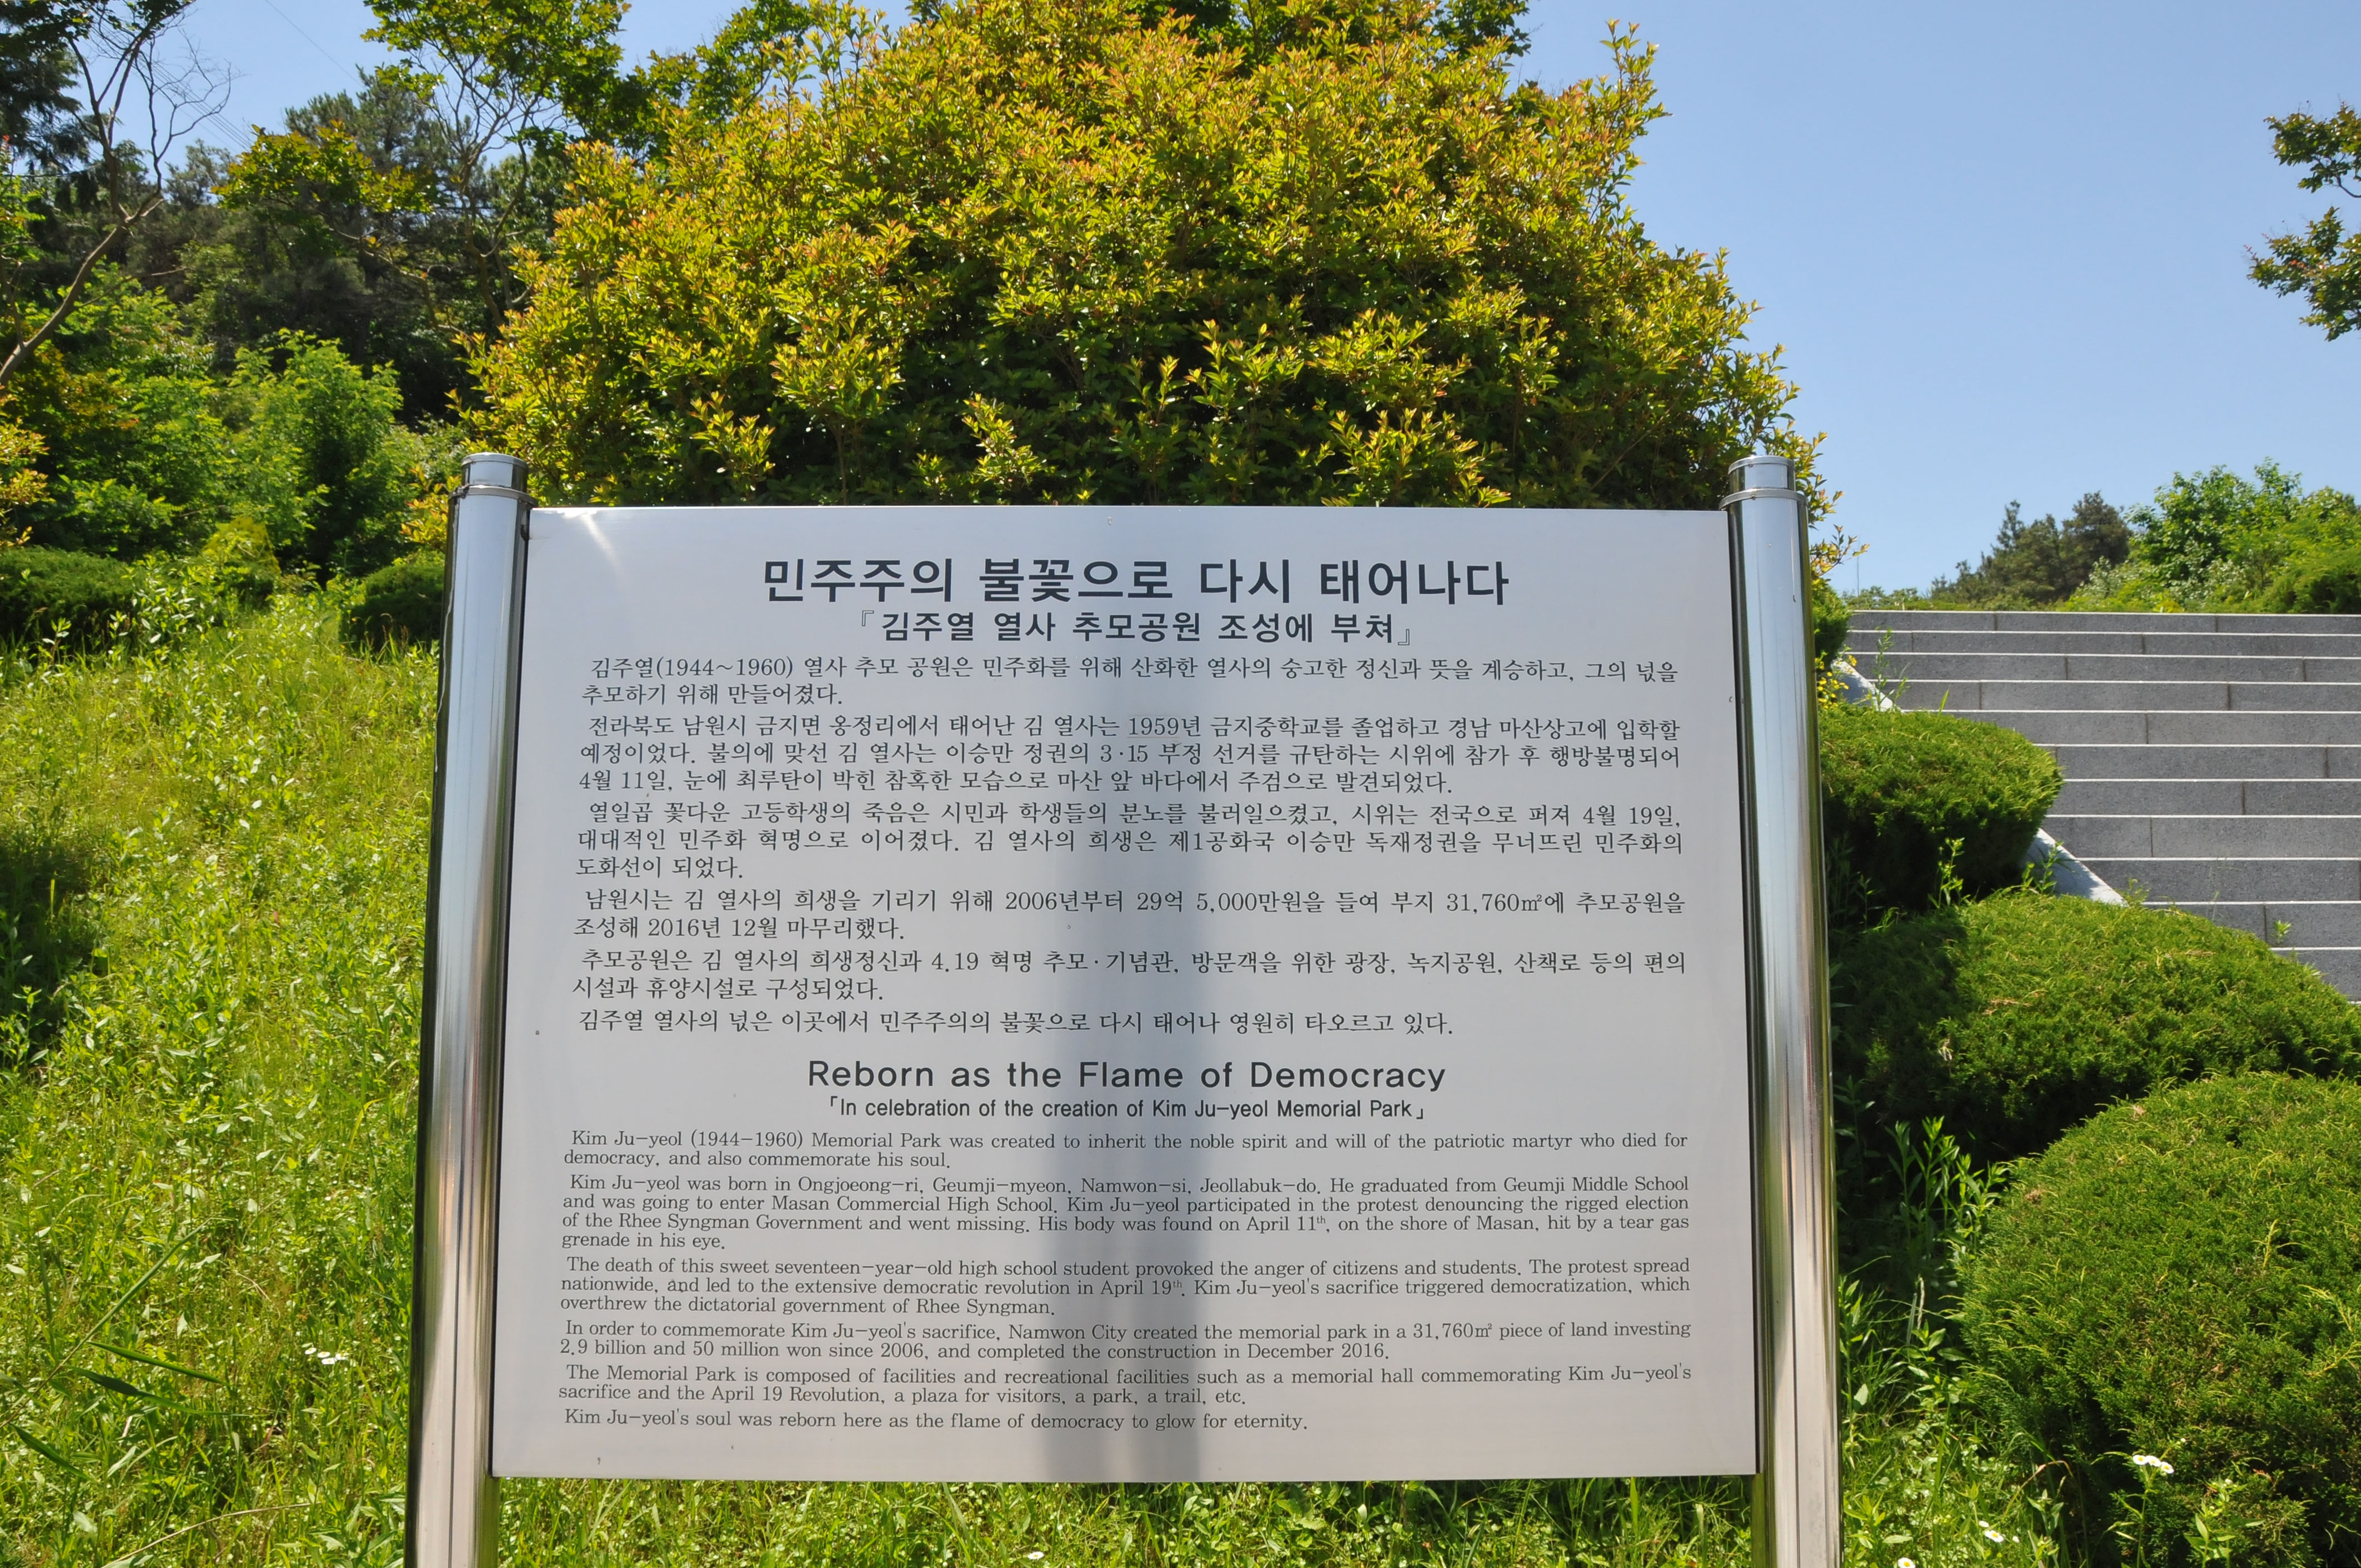 민주주의 불꽃으로 다시 태어나다
『김주열 열사 추모공원 조성에 부쳐』
김주열(1944~1960) 열사 추모 공원은 민주화를 위해 산화한 열사의 숭고한 정신과 뜻을 계승하고, 그의 넋을
추모하기 위해 만들어졌다.
전라북도 남원시 금지면 옹정리에서 태어난 김 열사는 1959년 금지중학교를 졸업하고 경남 마산상고에 입학할
예정이었다. 불의에 맞선 김 열사는 이승만 정권의 3·15 부정 선거를 규탄하는 시위에 참가 후 행방불명되어
4월 11일, 눈에 최루탄이 박힌 참혹한 모습으로 마산 앞 바다에서 주검으로 발견되었다.
열일곱 꽃다운 고등학생의 죽음은 시민과 학생들의 분노를 불러일으켰고, 시위는 전국으로 퍼져 4월 19일,
대대적인 민주화 혁명으로 이어졌다. 김 열사의 희생은 제1공화국 이승만 독재정권을 무너뜨린 민주화의
도화선이 되었다.
남원시는 김 열사의 희생을 기리기 위해 2006년부터 29억 5,000만원을 들여 부지 31,760㎡에 추모공원을
조성해 2016년 12월 마무리했다.
추모공원은 김 열사의 희생정신과 4.19 혁명 추모·기념관, 방문객을 위한 광장, 녹지공원, 산책로 등의 편의
시설과 휴양시설로 구성되었다.
김주열 열사의 넋은 이곳에서 민주주의의 불꽃으로 다시 태어나 영원히 타오르고 있다.
Reborn as the Flame of Democracy
「In celebration of the creation of Kim Ju-yeol Memorial Park」
Kim Ju-yeol (1944-1960) Memorial Park was created to inherit the noble spirit and will of the patriotic martyr who died for
democracy, and also commemorate his soul.
Kim Ju-yeol was born in Ongjoeong-ri, Geumji-myeon, Namwon-si, Jeollabuk-do. He graduated from Geumji Middle School
and was going to enter Masan Commercial High School. Kim Ju-yeol participated in the protest denouncing the rigged election
of the Rhee Syngman Government and went missing. His body was found on April 11th, on the shore of Masan, hit by a tear gas
grenade in his eye.
The death of this sweet seventeen-year-old high school student provoked the anger of citizens and students. The protest spread
nationwide, and led to the extensive democratic revolution in April 19th. Kim Ju-yeol's sacrifice triggered democratization, which
overthrew the dictatorial government of Rhee Syngman.
In order to commemorate Kim Ju-yeol's sacrifice, Namwon City created the memorial park in a 31,760㎡ piece of land investing
2.9 billion and 50 million won since 2006, and completed the construction in December 2016.
The Memorial Park is composed of facilities and recreational facilities such as a memorial hall commemorating Kim Ju-yeol's
sacrifice and the April 19 Revolution, a plaza for visitors, a park, a trail, etc.
Kim Ju-yeol's soul was reborn here as the flame of democracy to glow for eternity.